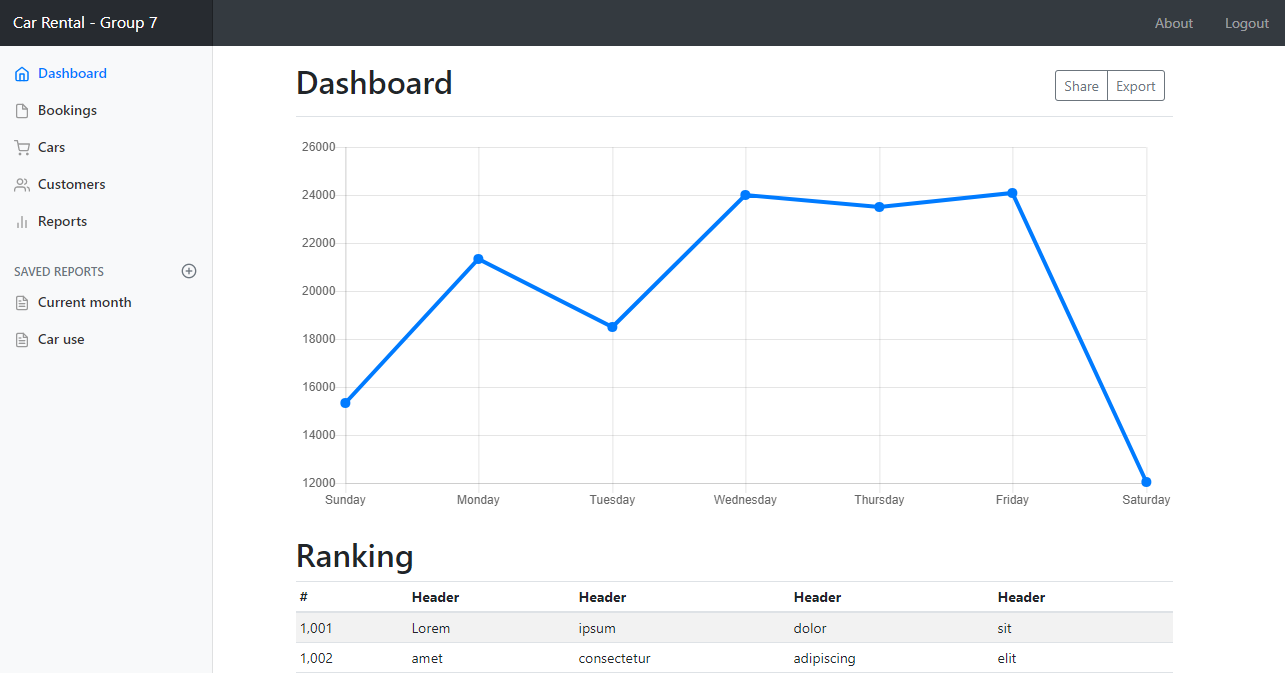 Car Rental - Group 7
About Logout
Dashboard
Bookings
Cars
Customers
Reports
SAVED REPORTS
Current month
Car use
Dashboard
Share Export
26000
24000
22000
20000
18000
16000
14000
12000
Sunday Monday Tuesday Wednesday Thursday Friday Saturday
Ranking
# Header Header Header Header
1,001 Lorem ipsum dolor sit
1,002 amet consectetur adipiscing elit